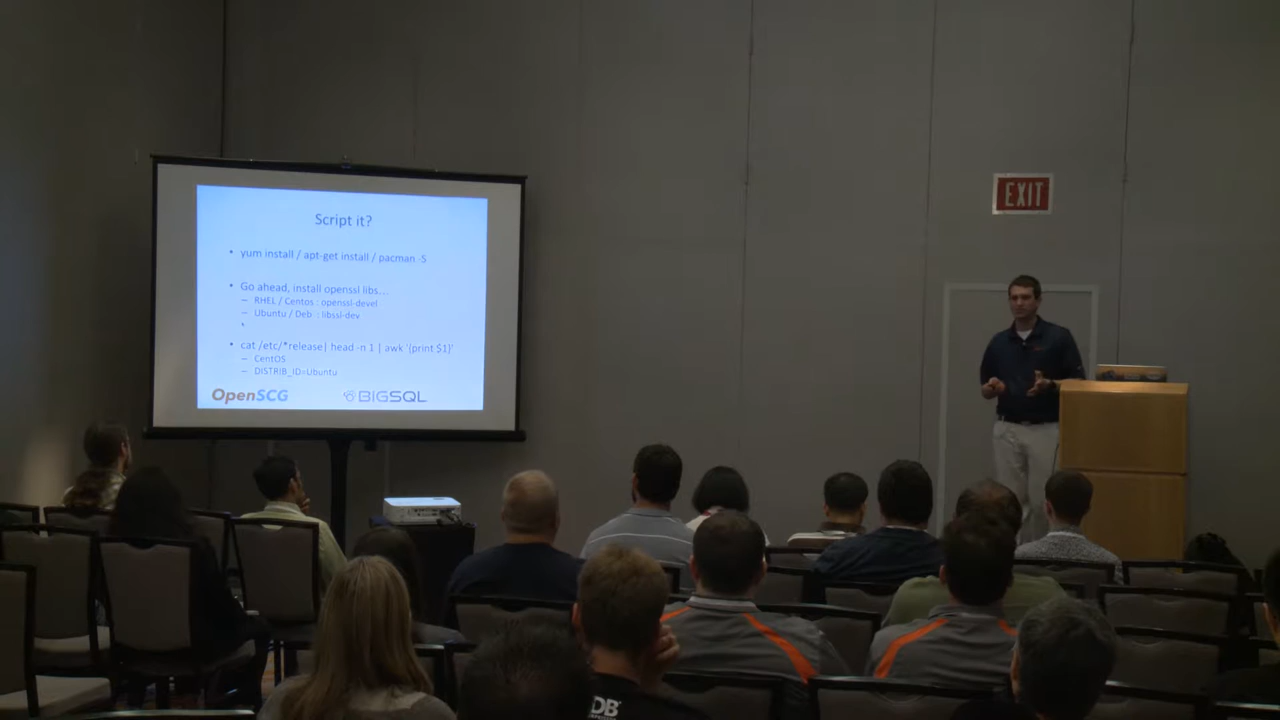 Script it?
• yum install / apt-get install / pacman -S
• Go ahead, install openssl libs...
– RHEL / Centos : openssl-devel
– Ubuntu / Deb : libssl-dev
• cat /etc/*release| head -n 1 | awk '{print $1}'
– CentOS
– DISTRIB_ID=Ubuntu
OpenSCG BIGSQL
EXIT
DB